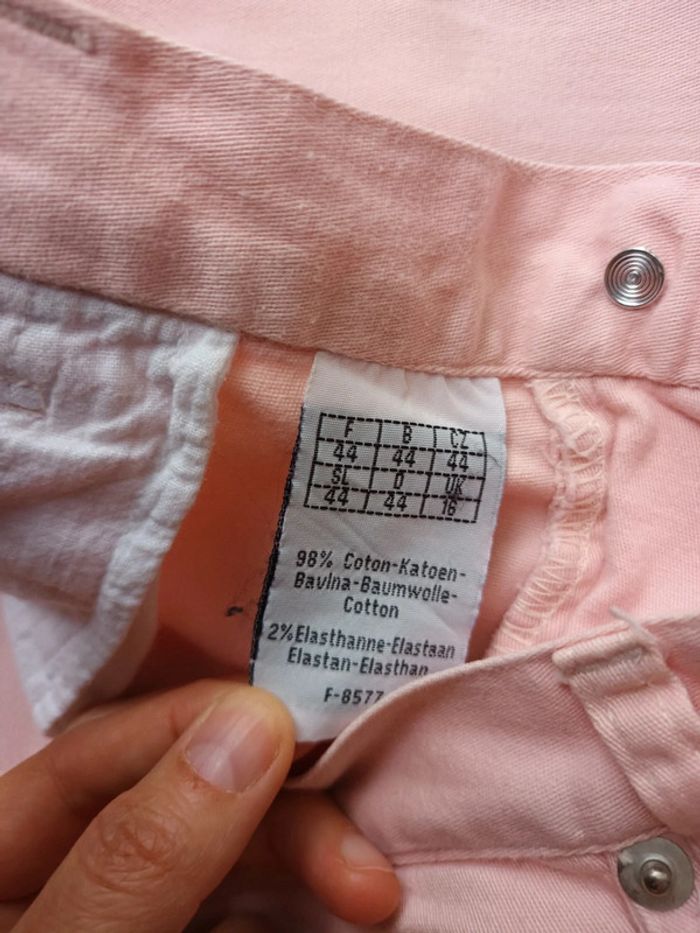 F B CZ
44 44 44
SL D UK
44 44 16
98% Coton-Katoen-
Bavlna-Baumwolle-
Cotton
2%Elasthanne-Elastaan
Elastan-Elasthan
F-8577